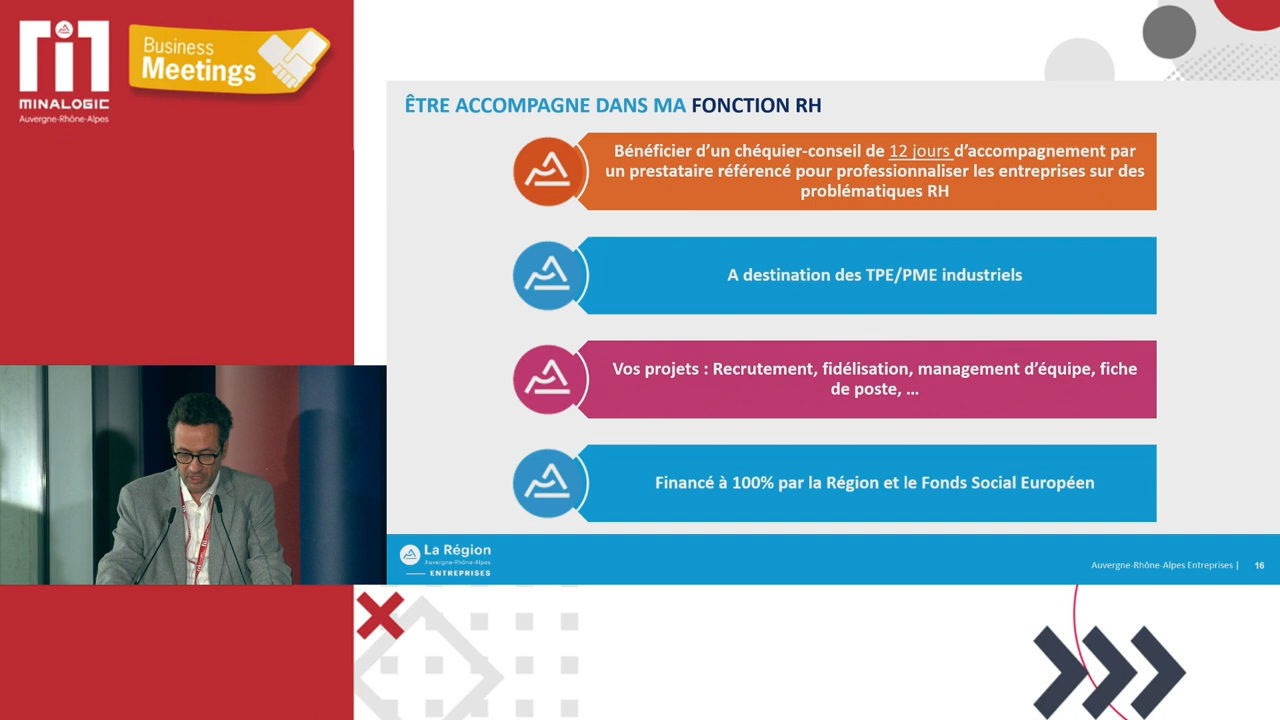 MINALOGIC
Auvergne-Rhône-Alpes
Business
Meetings
ÊTRE ACCOMPAGNE DANS MA FONCTION RH
Bénéficier d’un chéquier-conseil de 12 jours d’accompagnement par
un prestataire référencé pour professionnaliser les entreprises sur des
problématiques RH
A destination des TPE/PME industriels
Vos projets : Recrutement, fidélisation, management d’équipe, fiche
de poste, ...
Financé à 100% par la Région et le Fonds Social Européen
La Région
Auvergne-Rhône-Alpes
ENTREPRISES
Auvergne-Rhône-Alpes Entreprises | 16